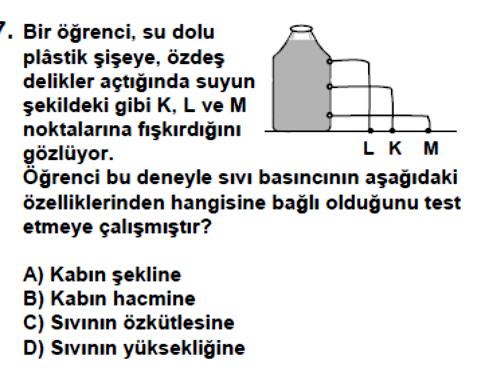 7. Bir öğrenci, su dolu
plâstik şişeye, özdeş
delikler açtığında suyun
şekildeki gibi K, L ve M
noktalarına fışkırdığını
gözlüyor.
L K M
Öğrenci bu deneyle sıvı basıncının aşağıdaki
özelliklerinden hangisine bağlı olduğunu test
etmeye çalışmıştır?
A) Kabın şekline
B) Kabın hacmine
C) Sıvının özkütlesine
D) Sıvının yüksekliğine